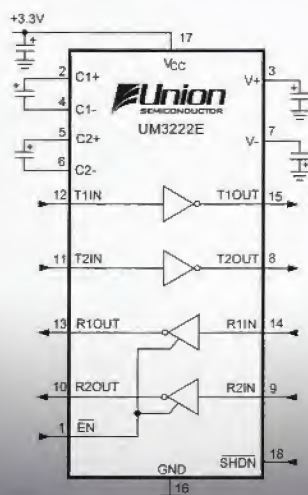 +3.3V
17
VCC
2 C1+
V+ 3
Union
SEMICONDUCTOR
UM3222E
4 C1-
5 C2+
V- 7
6 C2-
12 T1IN T1OUT 15
11 T2IN T2OUT 8
13 R1OUT R1IN 14
10 R2OUT R2IN 9
1 EN
SHDN 18
GND
16